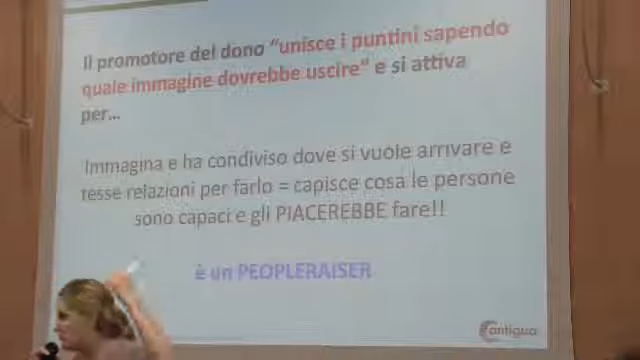 Il promotore del dono "unisce i puntini sapendo
quale immagine dovrebbe uscire" e si attiva
per...
Immagina e ha condiviso dove si vuole arrivare e
tesse relazioni per farlo = capisce cosa le persone
sono capaci e gli PIACEREBBE fare!!
è un PEOPLERAISER
antigua